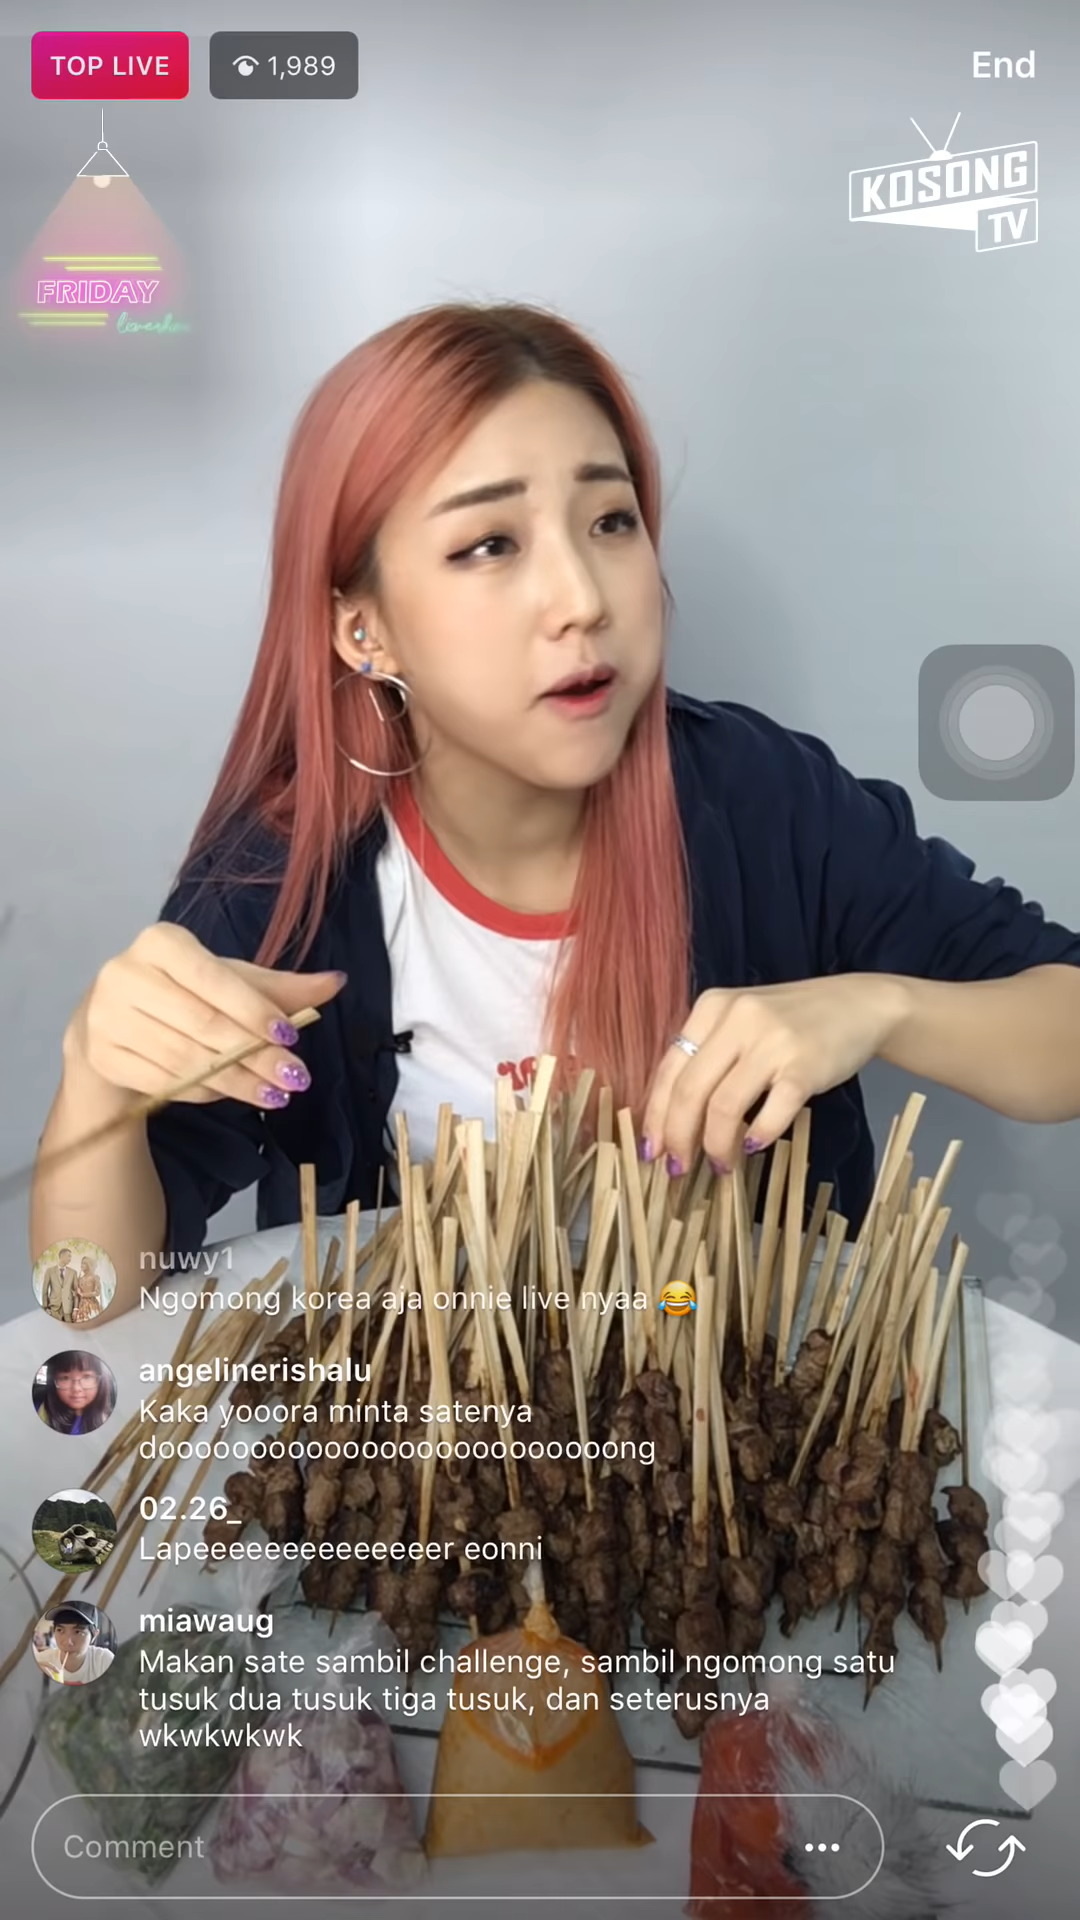 TOP LIVE
1,989
End
KOSONG
TV
FRIDAY
nuwy1
Ngomong korea aja onnie live nyaa 😂
angelinerishalu
Kaka yooora minta satenya
dooooooooooooooooooooooooooong
02.26_
Lapeeeeeeeeeeeeeer eonni
miawaug
Makan sate sambil challenge, sambil ngomong satu
tusuk dua tusuk tiga tusuk, dan seterusnya
wkwkwkwk
Comment